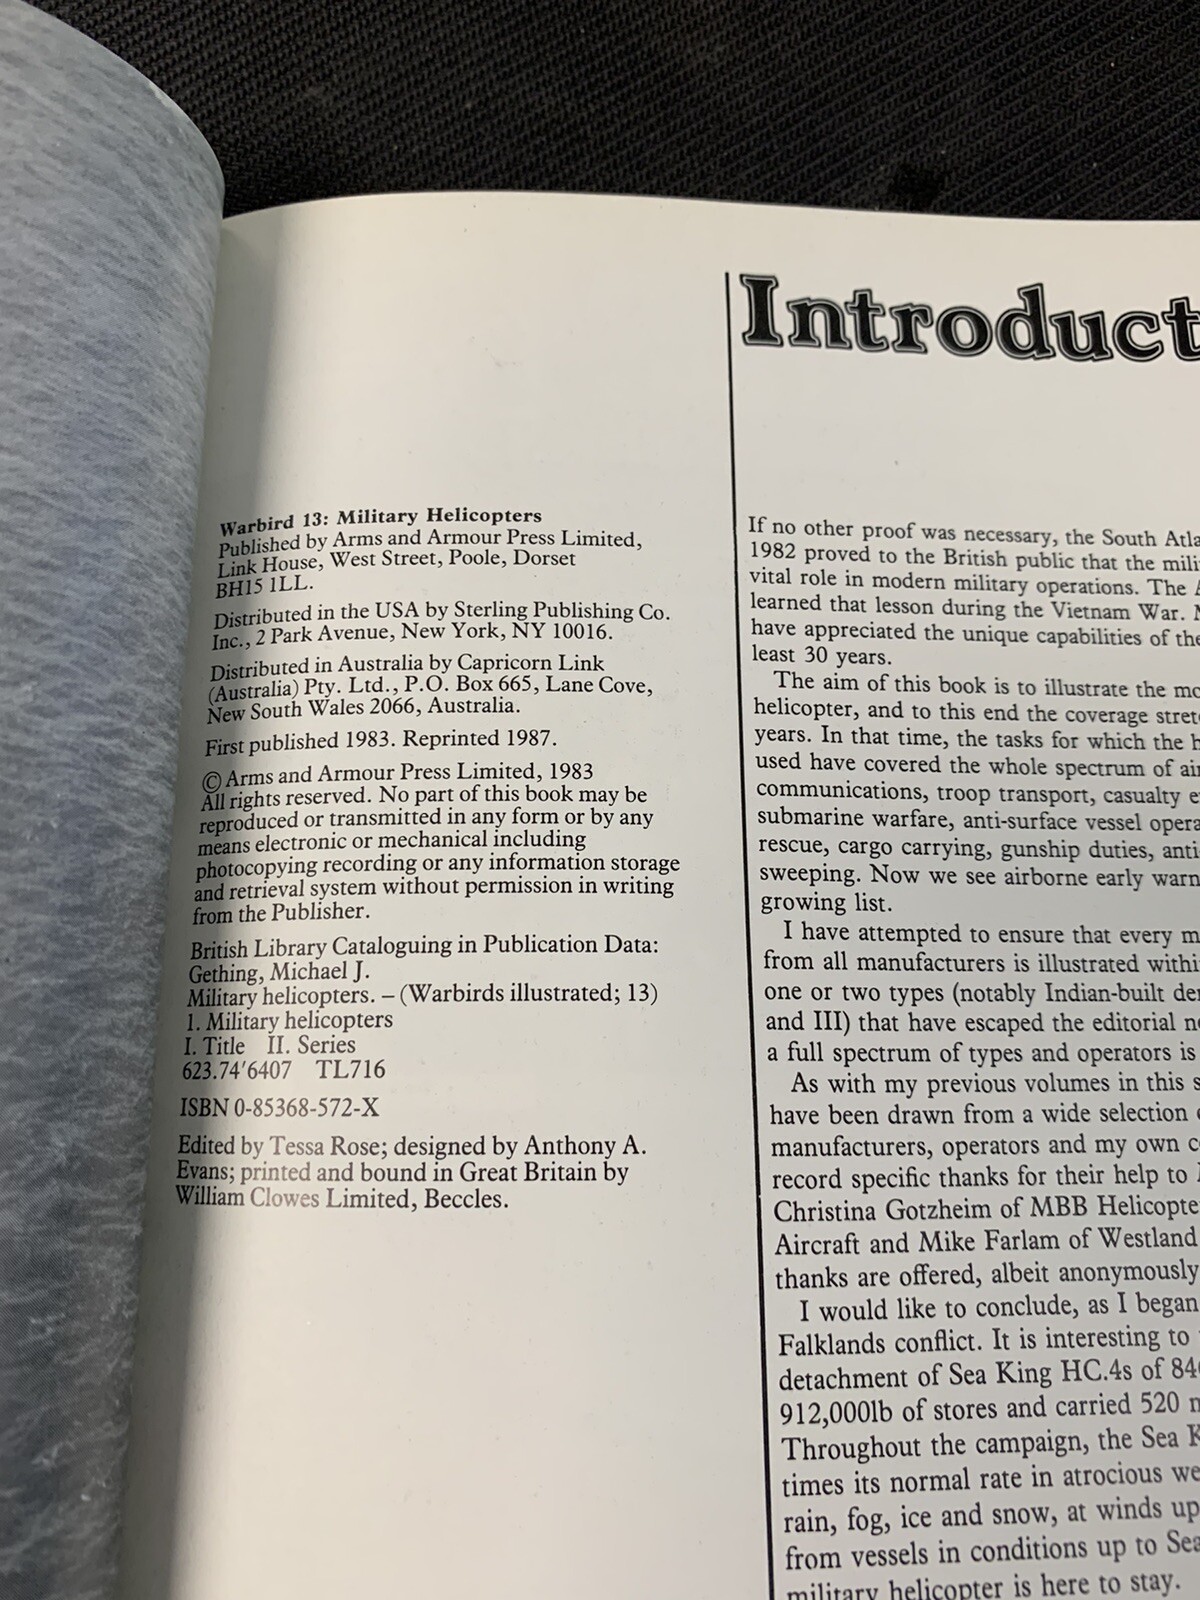 Warbird 13: Military Helicopters
Published by Arms and Armour Press Limited,
Link House, West Street, Poole, Dorset
BH15 1LL.
Distributed in the USA by Sterling Publishing Co.
Inc., 2 Park Avenue, New York, NY 10016.
Distributed in Australia by Capricorn Link
(Australia) Pty. Ltd., P.O. Box 665, Lane Cove,
New South Wales 2066, Australia.
First published 1983. Reprinted 1987.
© Arms and Armour Press Limited, 1983
All rights reserved. No part of this book may be
reproduced or transmitted in any form or by any
means electronic or mechanical including
photocopying recording or any information storage
and retrieval system without permission in writing
from the Publisher.
British Library Cataloguing in Publication Data:
Gething, Michael J.
Military helicopters. – (Warbirds illustrated; 13)
1. Military helicopters
I. Title II. Series
623.74′6407 TL716
ISBN 0-85368-572-X
Edited by Tessa Rose; designed by Anthony A.
Evans; printed and bound in Great Britain by
William Clowes Limited, Beccles.
Introduct
If no other proof was necessary, the South Atla
1982 proved to the British public that the mili
vital role in modern military operations. The A
learned that lesson during the Vietnam War. M
have appreciated the unique capabilities of the
least 30 years.
The aim of this book is to illustrate the mo
helicopter, and to this end the coverage stret
years. In that time, the tasks for which the h
used have covered the whole spectrum of air
communications, troop transport, casualty e
submarine warfare, anti-surface vessel opera
rescue, cargo carrying, gunship duties, anti-
sweeping. Now we see airborne early warn
growing list.
I have attempted to ensure that every m
from all manufacturers is illustrated withi
one or two types (notably Indian-built de
and III) that have escaped the editorial n
a full spectrum of types and operators is
As with my previous volumes in this s
have been drawn from a wide selection
manufacturers, operators and my own c
record specific thanks for their help to
Christina Gotzheim of MBB Helicopte
Aircraft and Mike Farlam of Westland
thanks are offered, albeit anonymously
I would like to conclude, as I began
Falklands conflict. It is interesting to
detachment of Sea King HC.4s of 84
912,000lb of stores and carried 520
Throughout the campaign, the Sea K
times its normal rate in atrocious we
rain, fog, ice and snow, at winds up
from vessels in conditions up to Sea
military helicopter is here to stay.